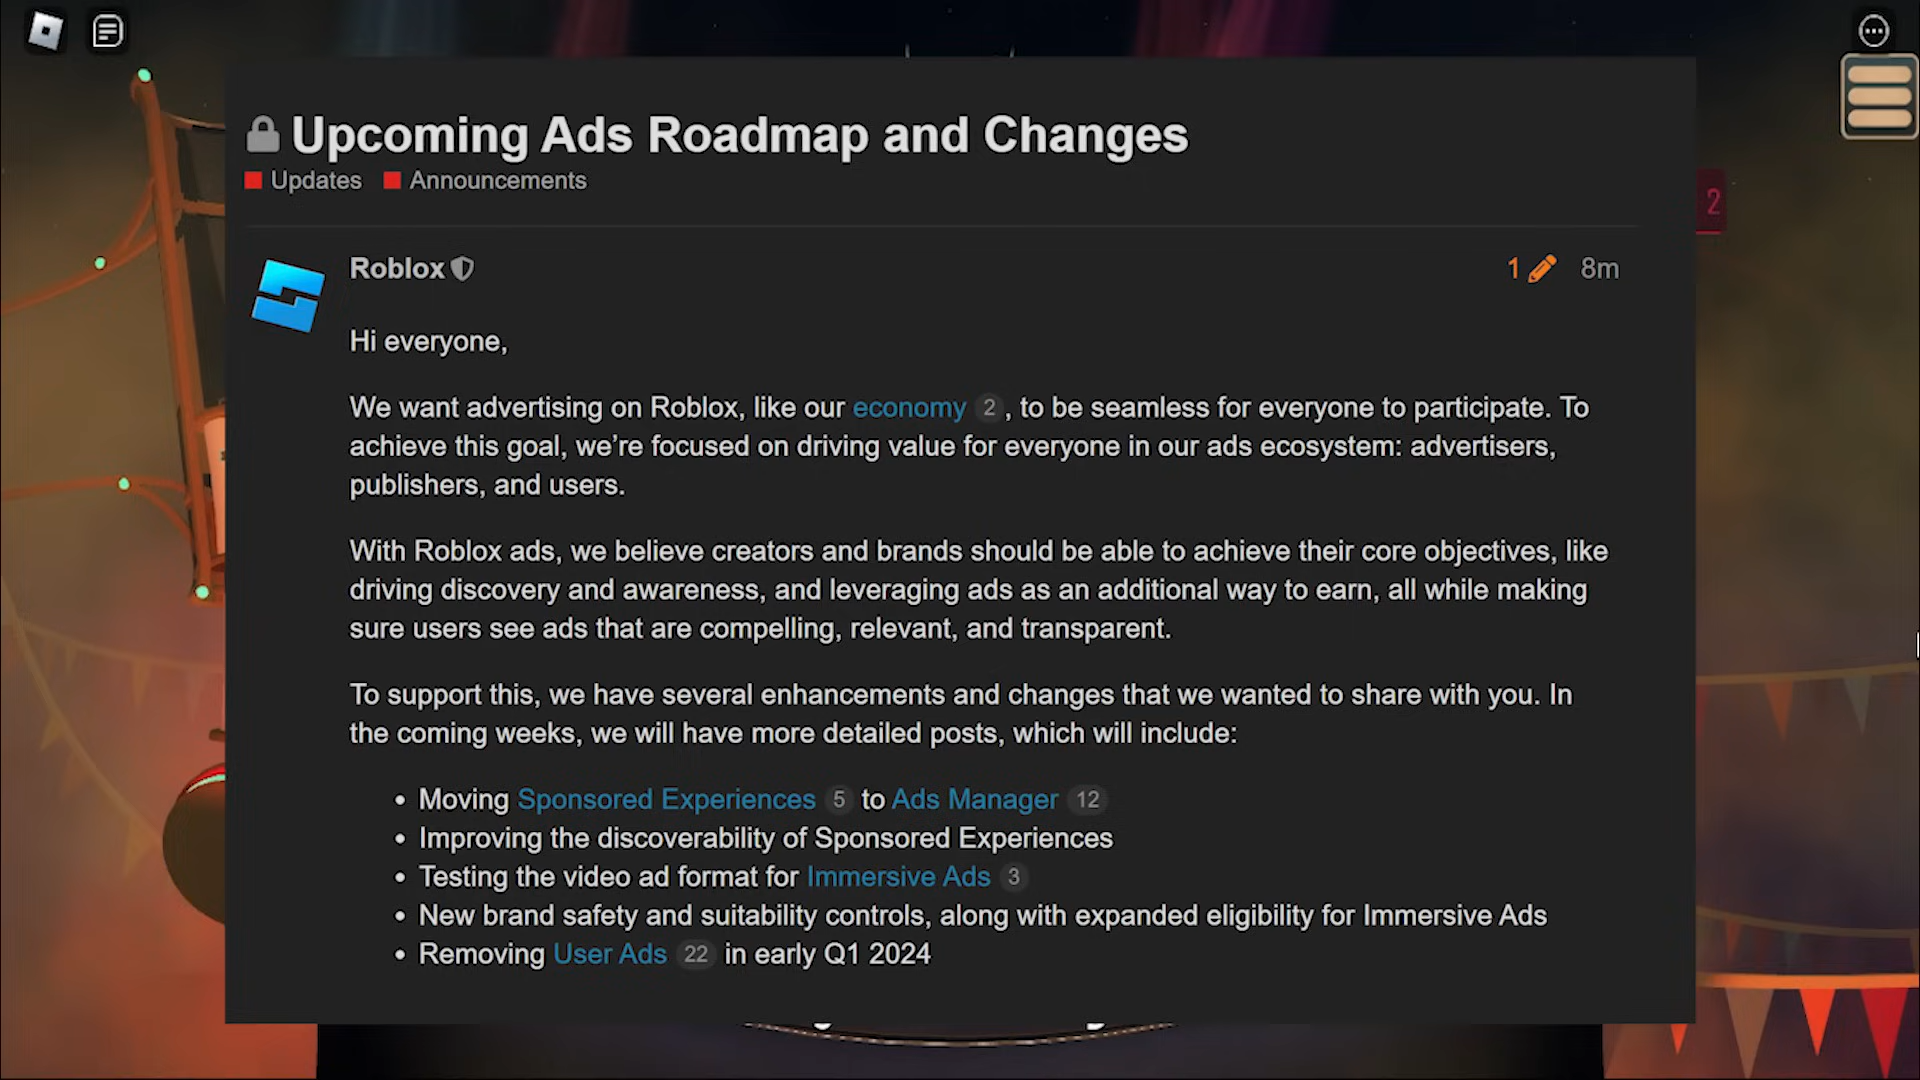 Upcoming Ads Roadmap and Changes
Updates Announcements
2
Roblox 1 8m
Hi everyone,
We want advertising on Roblox, like our economy 2 , to be seamless for everyone to participate. To
achieve this goal, we’re focused on driving value for everyone in our ads ecosystem: advertisers,
publishers, and users.
With Roblox ads, we believe creators and brands should be able to achieve their core objectives, like
driving discovery and awareness, and leveraging ads as an additional way to earn, all while making
sure users see ads that are compelling, relevant, and transparent.
To support this, we have several enhancements and changes that we wanted to share with you. In
the coming weeks, we will have more detailed posts, which will include:
• Moving Sponsored Experiences 5 to Ads Manager 12
• Improving the discoverability of Sponsored Experiences
• Testing the video ad format for Immersive Ads 3
• New brand safety and suitability controls, along with expanded eligibility for Immersive Ads
• Removing User Ads 22 in early Q1 2024